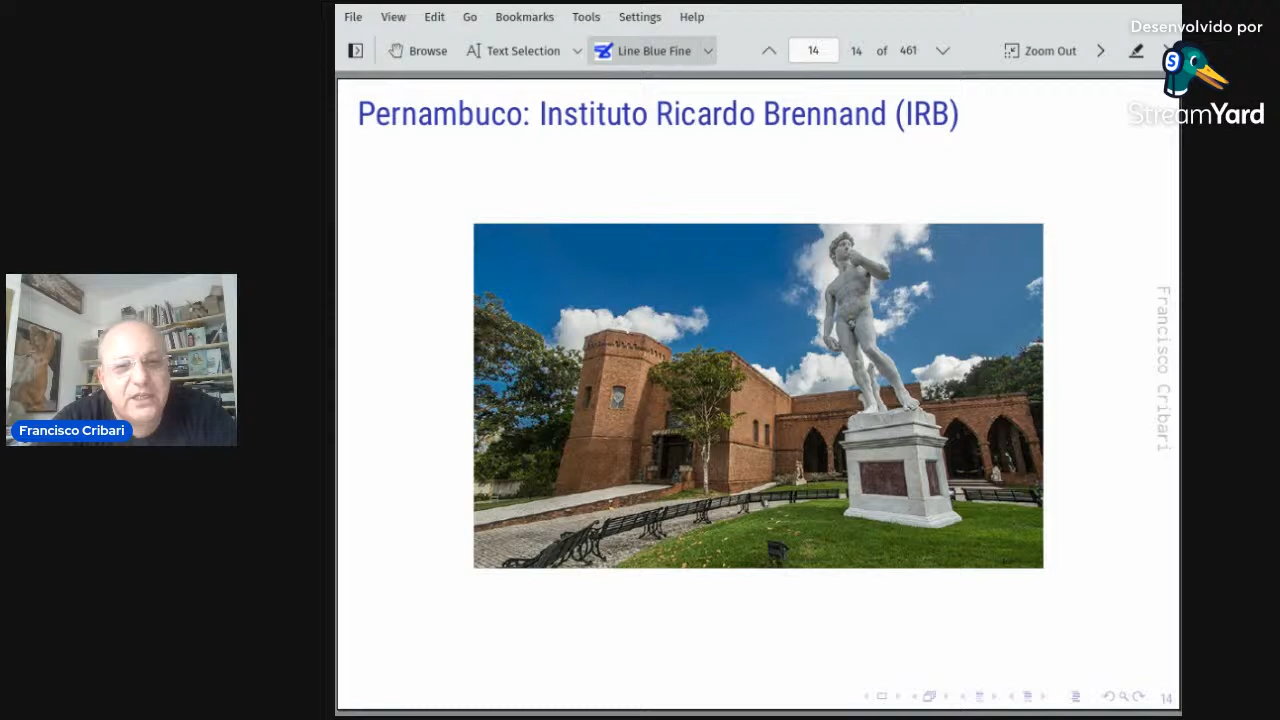 File View Edit Go Bookmarks Tools Settings Help
Browse Text Selection Line Blue Fine 14 14 of 461 Zoom Out
Desenvolvido por
S
StreamYard
Pernambuco: Instituto Ricardo Brennand (IRB)
Francisco Cribari
Francisco Cribari
14